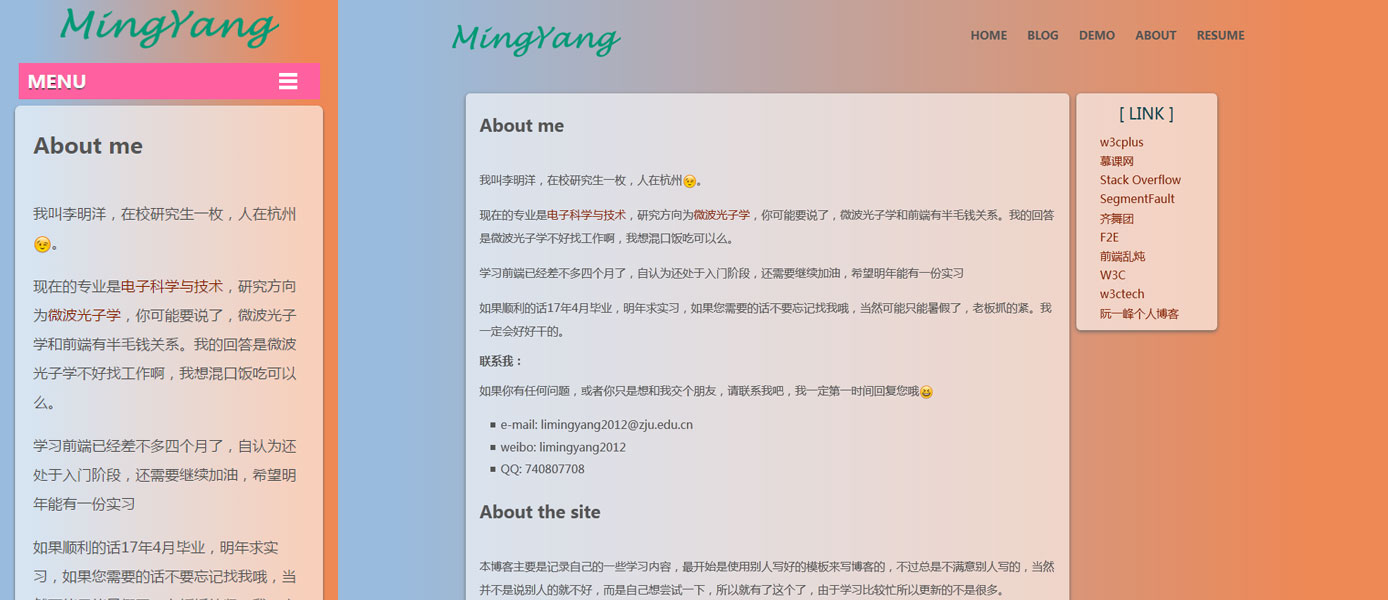 MingYang
MENU
About me
我叫李明洋，在校研究生一枚，人在杭州
😉。
现在的专业是电子科学与技术，研究方向
为微波光子学，你可能要说了，微波光子
学和前端有半毛钱关系。我的回答是微波
光子学不好找工作啊，我想混口饭吃可以
么。
学习前端已经差不多四个月了，自认为还
处于入门阶段，还需要继续加油，希望明
年能有一份实习
如果顺利的话17年4月毕业，明年求实
习，如果您需要的话不要忘记找我哦，当
MingYang
HOME BLOG DEMO ABOUT RESUME
About me
我叫李明洋，在校研究生一枚，人在杭州😉。
现在的专业是电子科学与技术，研究方向为微波光子学，你可能要说了，微波光子学和前端有半毛钱关系。我的回答
是微波光子学不好找工作啊，我想混口饭吃可以么。
学习前端已经差不多四个月了，自认为还处于入门阶段，还需要继续加油，希望明年能有一份实习
如果顺利的话17年4月毕业，明年求实习，如果您需要的话不要忘记找我哦，当然可能只能暑假了，老板抓的紧。我
一定会好好干的。
联系我：
如果你有任何问题，或者你只是想和我交个朋友，请联系我吧，我一定第一时间回复您哦😄
▪ e-mail: limingyang2012@zju.edu.cn
▪ weibo: limingyang2012
▪ QQ: 740807708
About the site
本博客主要是记录自己的一些学习内容，最开始是使用别人写好的模板来写博客的，不过总是不满意别人写的，当然
并不是说别人的就不好，而是自己想尝试一下，所以就有了这个了，由于学习比较忙所以更新的不是很多。
[ LINK ]
w3cplus
慕课网
Stack Overflow
SegmentFault
齐舞团
F2E
前端乱炖
W3C
w3ctech
阮一峰个人博客